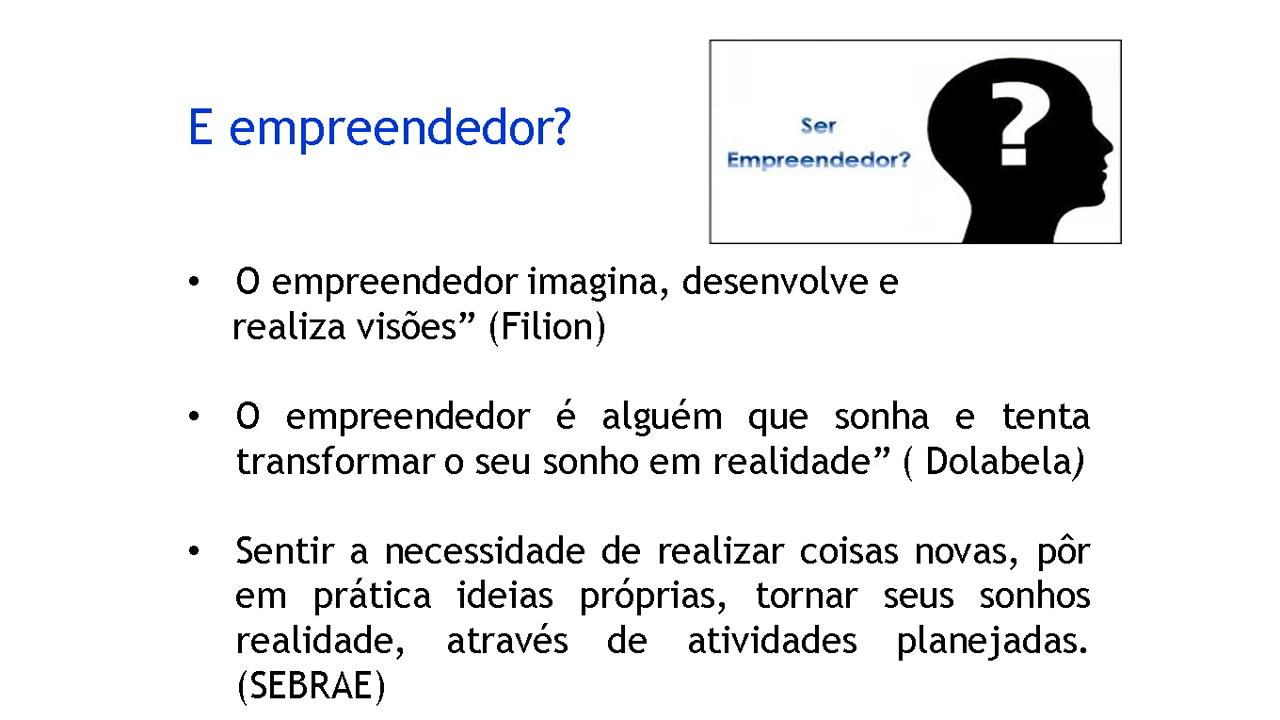 E empreendedor?
Ser
Empreendedor?
?
• O empreendedor imagina, desenvolve e
realiza visões” (Filion)
• O empreendedor é alguém que sonha e tenta
transformar o seu sonho em realidade” ( Dolabela)
• Sentir a necessidade de realizar coisas novas, pôr
em prática ideias próprias, tornar seus sonhos
realidade, através de atividades planejadas.
(SEBRAE)